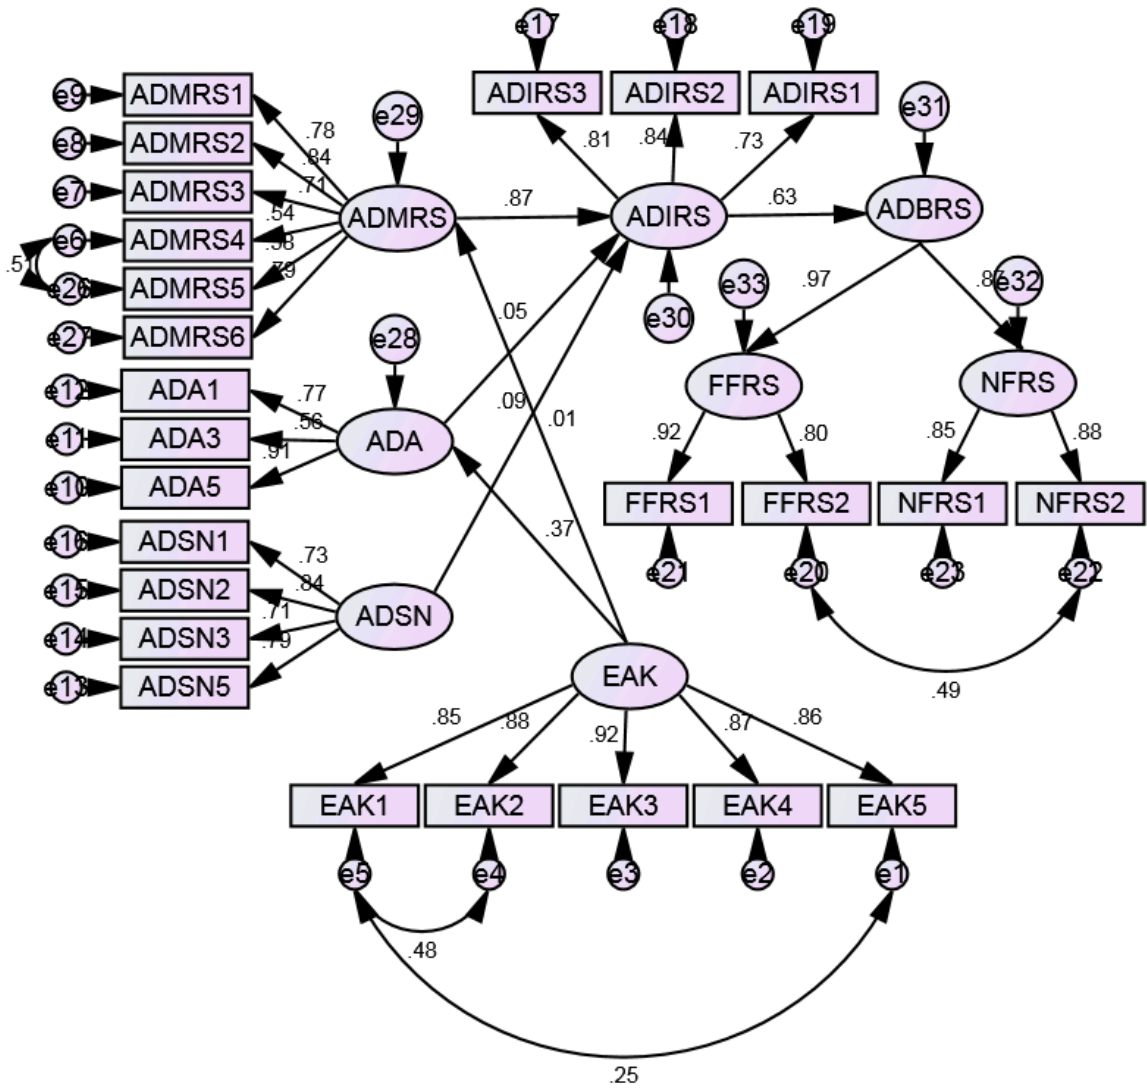 e17 e18 e19
ADIRS3 ADIRS2 ADIRS1
e9 ADMRS1
e29
e31
.78 .81 .84 .73
e8 ADMRS2
.84
e7 ADMRS3
.71
ADMRS .87 ADIRS .63 ADBRS
.54
e6 ADMRS4
.5
e26 ADMRS5
.79
.97
e33
e32
e27 ADMRS6
e28
.05
e30
FFRS NFRS
e12 ADA1
.77
.09 .01
e11 ADA3
.56
ADA
.92 .80 .85 .88
.91
e10 ADA5
FFRS1 FFRS2 NFRS1 NFRS2
e16 ADSN1
.37
.73
e21 e20 e23 e22
e15 ADSN2
.84
.71
ADSN
e14 ADSN3
.79
e13 ADSN5
EAK
.49
.85 .88 .92 .87 .86
EAK1 EAK2 EAK3 EAK4 EAK5
e5 e4 e3 e2 e1
.48
.25